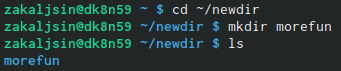 zakaljsin@dk8n59 ~ $ cd ~/newdir
zakaljsin@dk8n59 ~/newdir $ mkdir morefun
zakaljsin@dk8n59 ~/newdir $ ls
morefun